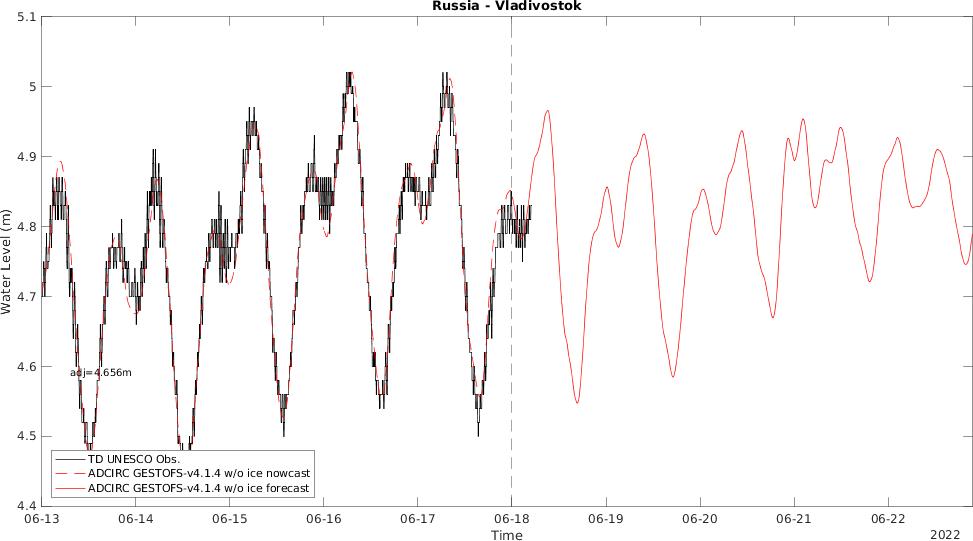 Russia - Vladivostok
5.1
5
4.9
4.8
4.7
4.6
4.5
4.4
Water Level (m)
adj=4.656m
TD UNESCO Obs.
ADCIRC GESTOFS-v4.1.4 w/o ice nowcast
ADCIRC GESTOFS-v4.1.4 w/o ice forecast
06-13 06-14 06-15 06-16 06-17 06-18 06-19 06-20 06-21 06-22
Time
2022